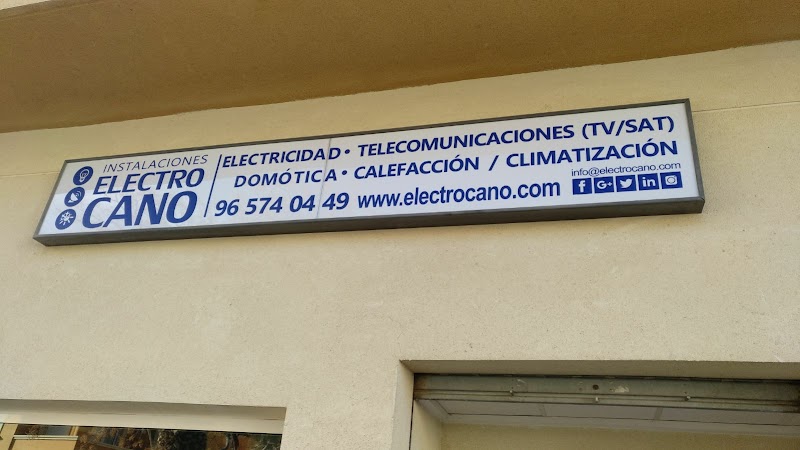 INSTALACIONES
ELECTRO
CANO
ELECTRICIDAD • TELECOMUNICACIONES (TV/SAT)
DOMÓTICA • CALEFACCIÓN / CLIMATIZACIÓN
96 574 04 49 www.electrocano.com
info@electrocano.com